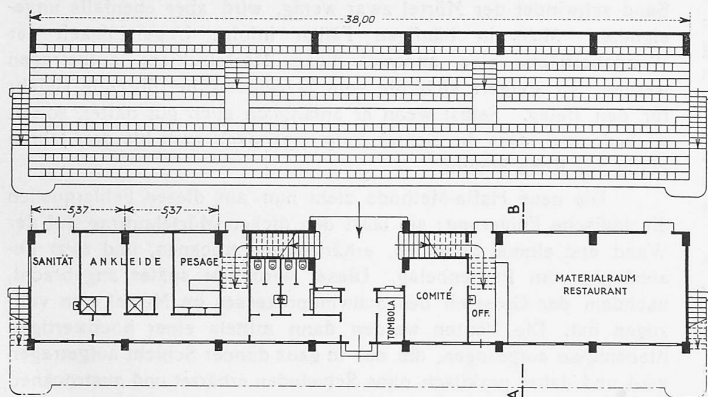 38,00
5,37
5,37
B
SANITÄT
ANKLEIDE
PESAGE
TOMBOLA
COMITÉ
OFF.
MATERIALRAUM
RESTAURANT
A